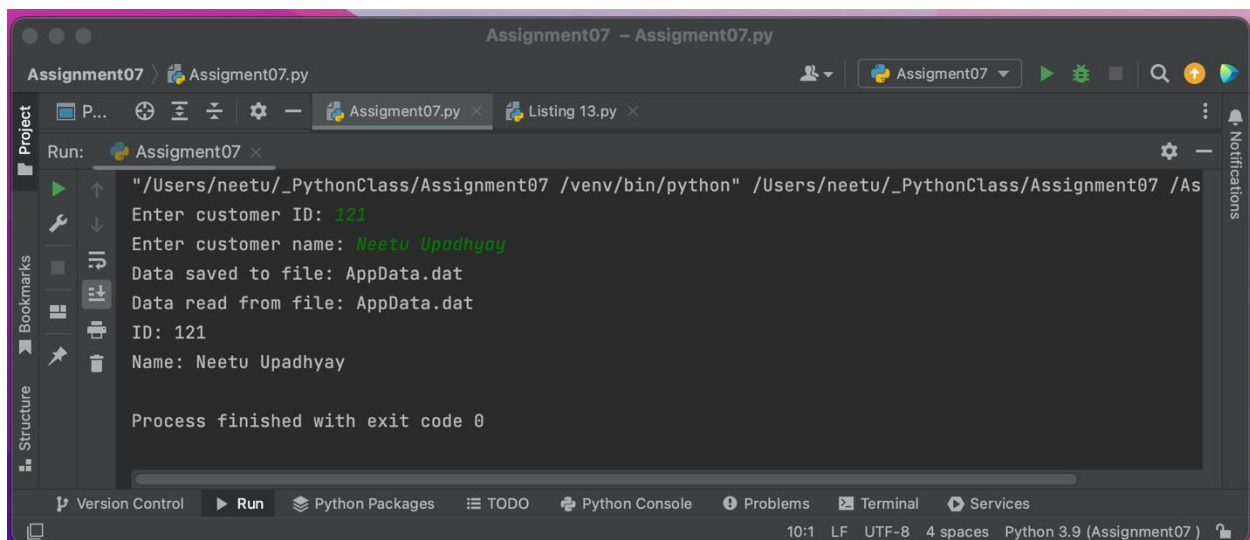 Assignment07 – Assigment07.py
Assignment07 Assigment07.py
Assigment07
Project
P...
Assigment07.py
Listing 13.py
Notifications
Run: Assigment07
"/Users/neetu/_PythonClass/Assignment07 /venv/bin/python" /Users/neetu/_PythonClass/Assignment07 /As
Enter customer ID: 121
Enter customer name: Neetu Upadhyay
Data saved to file: AppData.dat
Data read from file: AppData.dat
ID: 121
Name: Neetu Upadhyay
Process finished with exit code 0
Bookmarks
Structure
Version Control Run Python Packages TODO Python Console Problems Terminal Services
10:1 LF UTF-8 4 spaces Python 3.9 (Assignment07 )